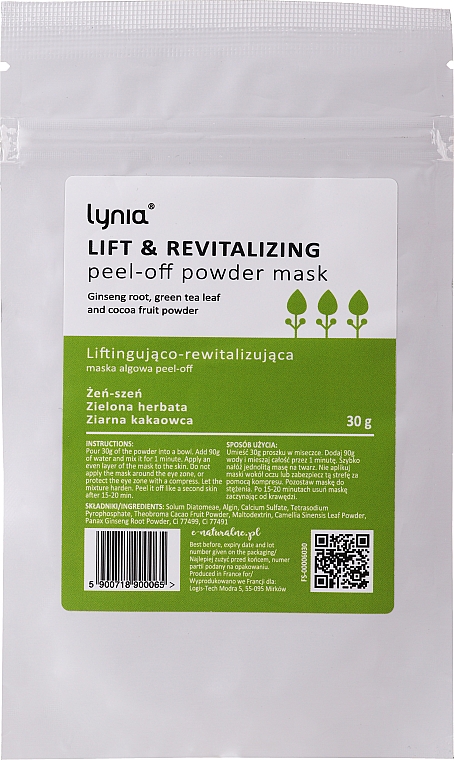 lynia®
LIFT & REVITALIZING
peel-off powder mask
Ginseng root, green tea leaf
and cocoa fruit powder
Liftingująco-rewitalizująca
maska algowa peel-off
Żeń-szeń
Zielona herbata
Ziarna kakaowca
30 g
INSTRUCTIONS:
Pour 30g of the powder into a bowl. Add 90g
of water and mix it for 1 minute. Apply an
even layer of the mask to the skin. Do not
apply the mask around the eye zone, or
protect the eye zone with a compress. Let the
mixture harden. Peel it off like a second skin
after 15-20 min.
SPOSÓB UŻYCIA:
Umieść 30g proszku w miseczce. Dodaj 90g
wody i mieszaj całość przez 1 minutę. Szybko
nałóż jednolitą masę na twarz. Nie aplikuj
maski wokół oczu lub zabezpiecz tą strefę za
pomocą kompresu. Pozostaw maskę do
stężenia. Po 15-20 minutach usuń maskę
zaczynając od krawędzi.
SKŁADNIKI/INGREDIENTS: Solum Diatomeae, Algin, Calcium Sulfate, Tetrasodium
Pyrophosphate, Theobroma Cacao Fruit Powder, Maltodextrin, Camellia Sinensis Leaf Powder,
Panax Ginseng Root Powder, Ci 77499, Ci 77491
e-naturalne.pl
Best before, expiry date and lot
number given on the packaging/
Najlepiej zużyć przed końcem, numer
partii podany na opakowaniu.
Produced in France for/
Wyprodukowano we Francji dla:
Logis-Tech Modra 5, 55-095 Mirków
5 900718 900065 >
FS-00006030